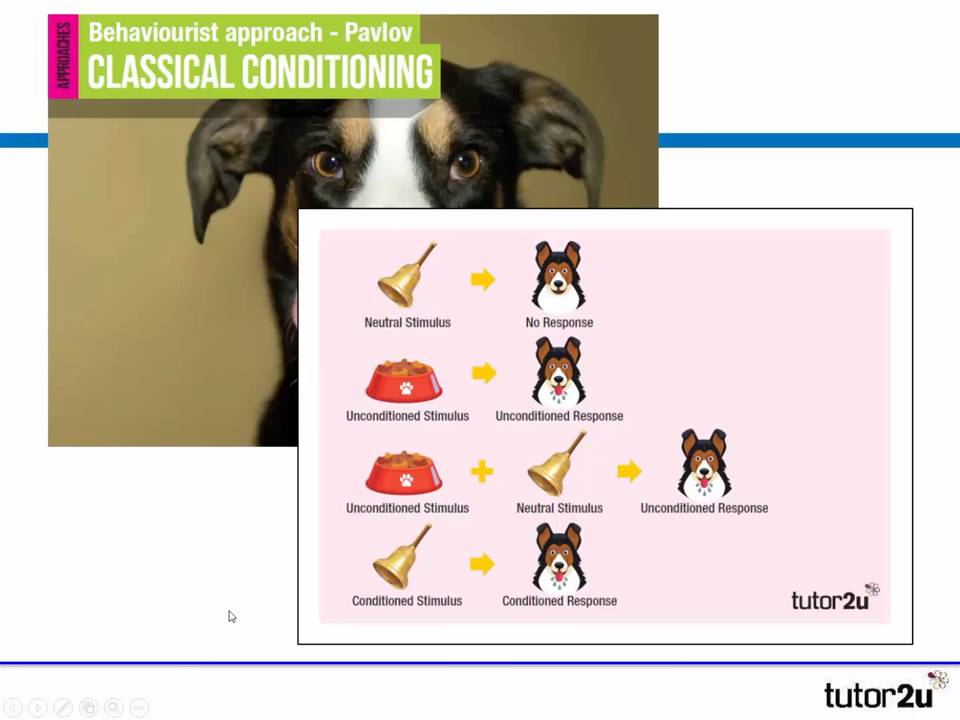 APPROACHES
Behaviourist approach - Pavlov
CLASSICAL CONDITIONING
Neutral Stimulus No Response
Unconditioned Stimulus Unconditioned Response
Unconditioned Stimulus Neutral Stimulus Unconditioned Response
Conditioned Stimulus Conditioned Response
tutor2u
tutor2u